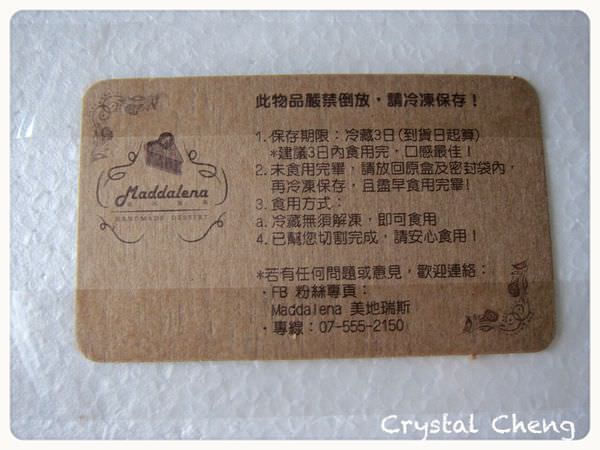 此物品嚴禁倒放，請冷凍保存！
1.保存期限：冷藏3日(到貨日起算)
*建議3日內食用完，口感最佳！
2.未食用完畢，請放回原盒及密封袋內，
再冷凍保存，且盡早食用完畢!
3.食用方式：
a.冷藏無須解凍，即可食用
4.已幫您切割完成，請安心食用！
*若有任何問題或意見，歡迎連絡：
·FB 粉絲專頁：
Maddalena 美地瑞斯
·專線：07-555-2150
Maddalena
HANDMADE DESSERT
Crystal Cheng